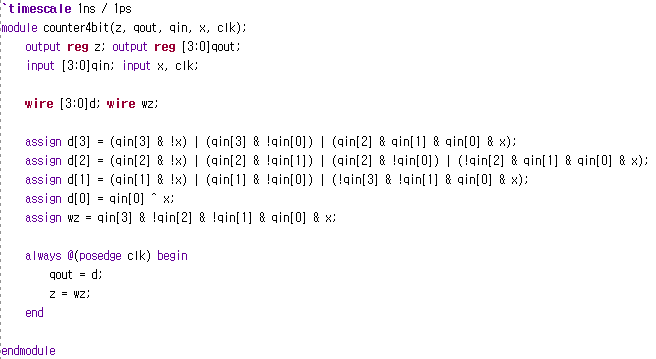 `timescale 1ns / 1ps
module counter4bit(z, qout, qin, x, clk);
output reg z; output reg [3:0]qout;
input [3:0]qin; input x, clk;
wire [3:0]d; wire wz;
assign d[3] = (qin[3] & !x) | (qin[3] & !qin[0]) | (qin[2] & qin[1] & qin[0] & x);
assign d[2] = (qin[2] & !x) | (qin[2] & !qin[1]) | (qin[2] & !qin[0]) | (!qin[2] & qin[1] & qin[0] & x);
assign d[1] = (qin[1] & !x) | (qin[1] & !qin[0]) | (!qin[3] & !qin[1] & qin[0] & x);
assign d[0] = qin[0] ^ x;
assign wz = qin[3] & !qin[2] & !qin[1] & qin[0] & x;
always @(posedge clk) begin
qout = d;
z = wz;
end
endmodule